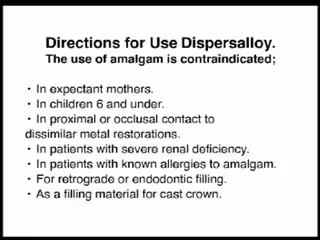 Directions for Use Dispersalloy.
The use of amalgam is contraindicated;
· In expectant mothers.
· In children 6 and under.
· In proximal or occlusal contact to
dissimilar metal restorations.
· In patients with severe renal deficiency.
· In patients with known allergies to amalgam.
· For retrograde or endodontic filling.
· As a filling material for cast crown.